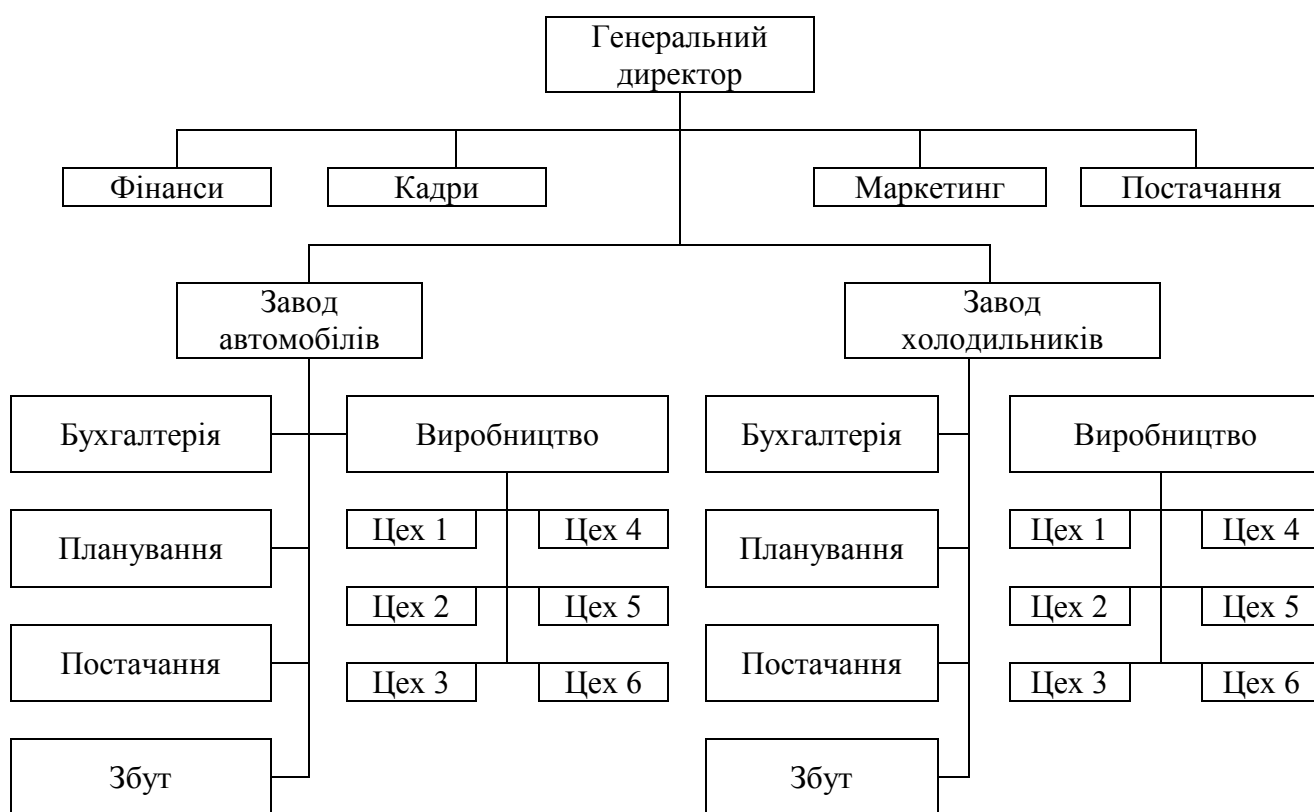 Генеральний
директор
Фінанси
Кадри
Маркетинг
Постачання
Завод
автомобілів
Завод
холодильників
Бухгалтерія
Виробництво
Бухгалтерія
Виробництво
Цех 1
Цех 4
Цех 1
Цех 4
Планування
Планування
Цех 2
Цех 5
Цех 2
Цех 5
Постачання
Цех 3
Цех 6
Постачання
Цех 3
Цех 6
Збут
Збут